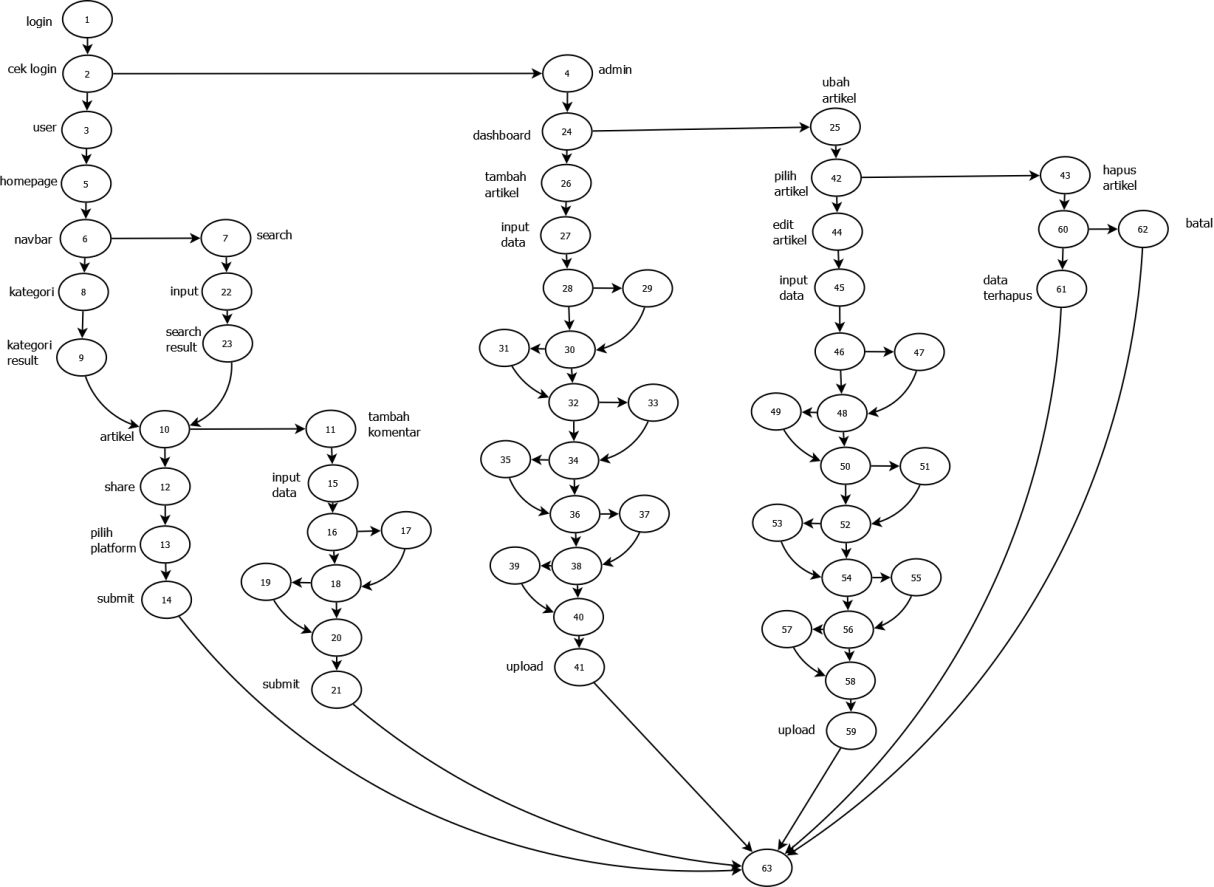 login
1
cek login
2
4
admin
ubah
artikel
user
3
dashboard
24
25
homepage
5
tambah
artikel
26
pilih
artikel
42
43
hapus
artikel
navbar
6
7
search
input
data
27
edit
artikel
44
60
62
batal
kategori
8
input
22
28
29
input
data
45
data
terhapus
61
kategori
result
9
search
result
23
31
30
46
47
32
33
49
48
artikel
10
11
tambah
komentar
35
34
50
51
share
12
input
data
15
36
37
53
52
pilih
platform
13
16
17
39
38
54
55
submit
14
19
18
40
57
56
20
upload
41
58
submit
21
upload
59
63